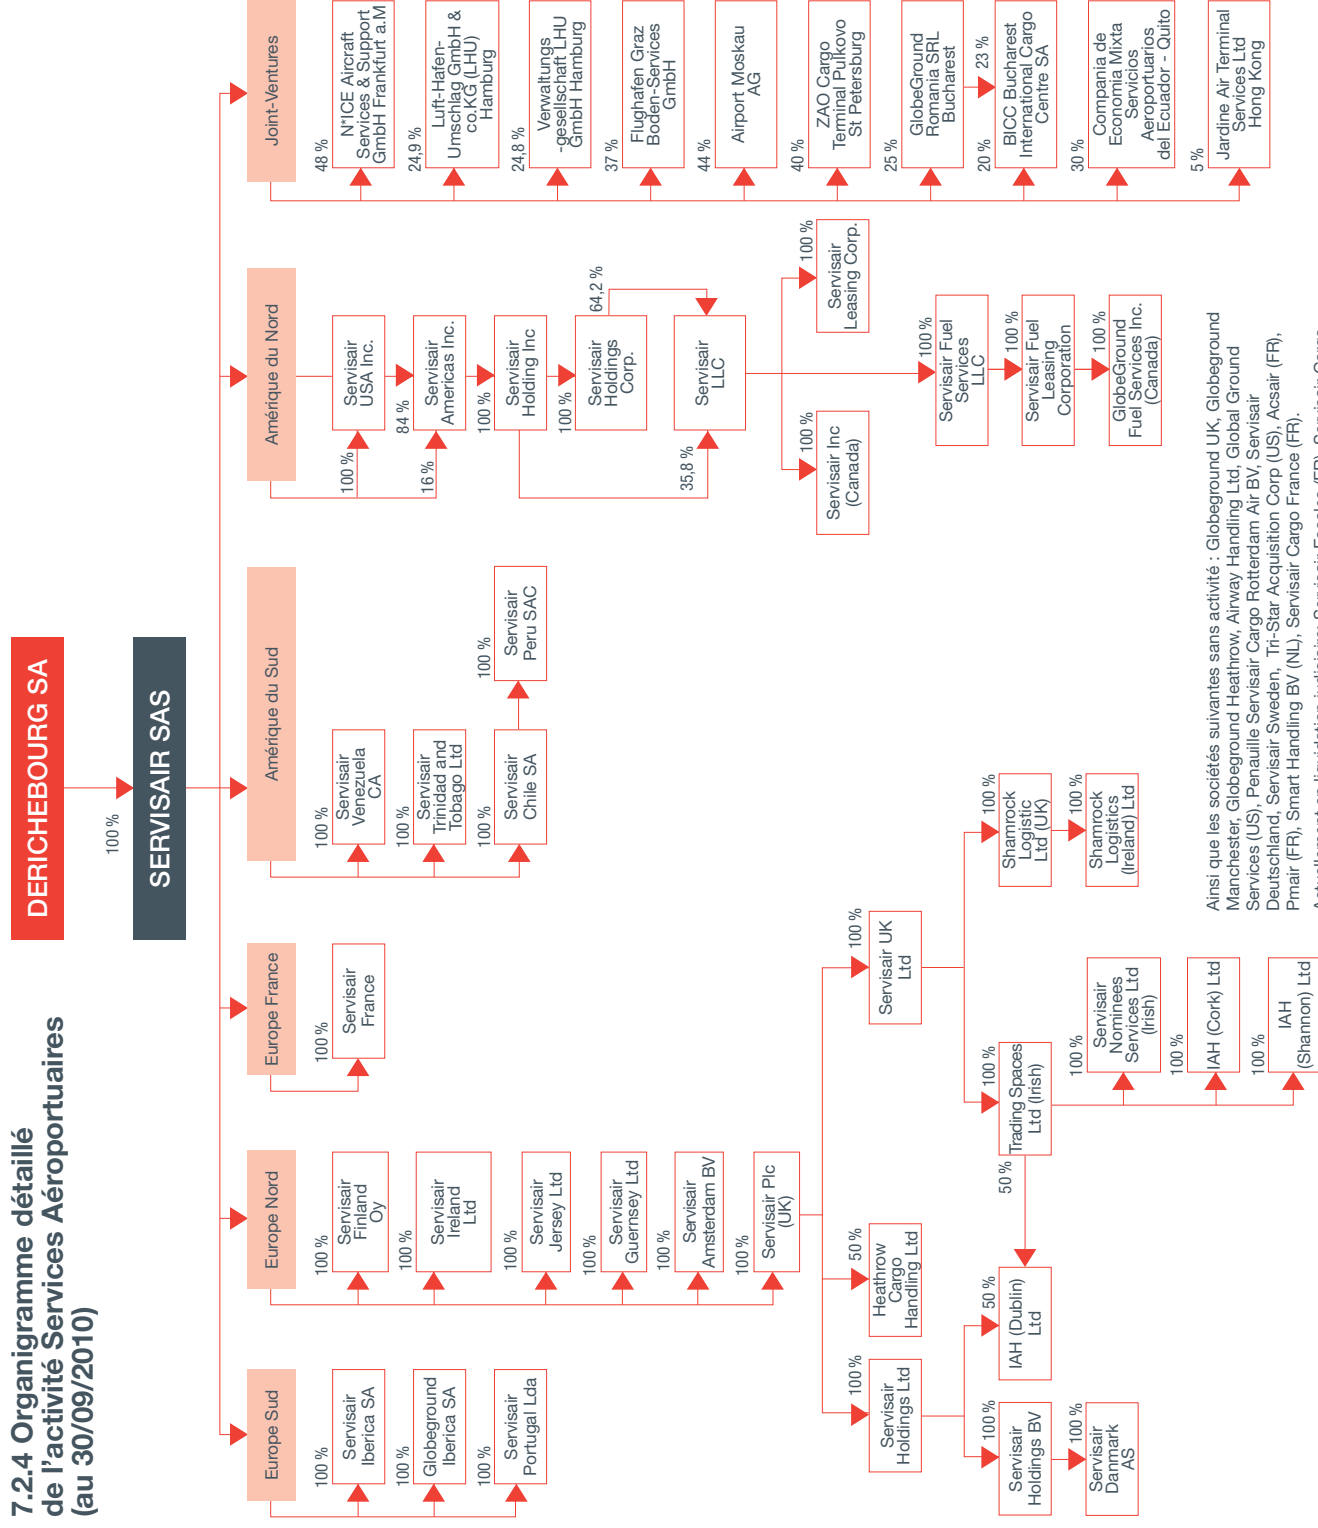 7.2.4 Organigramme détaillé
de l'activité Services Aéroportuaires
(au 30/09/2010)
DERICHEBOURG SA
100 %
SERVISAIR SAS
Europe Sud
100 %
Servisair
Iberica SA
100 %
Globeground
Iberica SA
100 %
Servisair
Portugal Lda
Europe Nord
100 %
Servisair
Finland
Oy
100 %
Servisair
Ireland
Ltd
100 %
Servisair
Jersey Ltd
100 %
Servisair
Guernsey Ltd
100 %
Servisair
Amsterdam BV
100 %
Servisair Plc
(UK)
100 %
Servisair
Holdings Ltd
50 %
Heathrow
Cargo
Handling Ltd
100 %
Servisair UK
Ltd
100 %
Servisair
Holdings BV
100 %
Servisair
Danmark
AS
50 %
IAH (Dublin)
Ltd
50 %
100 %
Trading Spaces
Ltd (Irish)
100 %
Servisair
Nominees
Services Ltd
(Irish)
100 %
IAH (Cork) Ltd
100 %
IAH
(Shannon) Ltd
100 %
Shamrock
Logistic
Ltd (UK)
100 %
Shamrock
Logistics
(Ireland) Ltd
Europe France
100 %
Servisair
France
Amérique du Sud
100 %
Servisair
Venezuela
CA
100 %
Servisair
Trinidad and
Tobago Ltd
100 %
Servisair
Chile SA
100 %
Servisair
Peru SAC
Amérique du Nord
100 %
Servisair
USA Inc.
16 %
84 %
Servisair
Americas Inc.
100 %
Servisair
Holding Inc
100 %
Servisair
Holdings
Corp.
64,2 %
35,8 %
Servisair
LLC
100 %
Servisair Inc
(Canada)
100 %
Servisair
Leasing Corp.
100 %
Servisair Fuel
Services
LLC
100 %
Servisair Fuel
Leasing
Corporation
100 %
GlobeGround
Fuel Services Inc.
(Canada)
Joint-Ventures
48 %
N*ICE Aircraft
Services & Support
GmbH Frankfurt a.M
24,9 %
Luft-Hafen-
Umschlag GmbH &
co.KG (LHU)
Hamburg
24,8 %
Verwaltungs
-gesellschaft LHU
GmbH Hamburg
37 %
Flughafen Graz
Boden-Services
GmbH
44 %
Airport Moskau
AG
40 %
ZAO Cargo
Terminal Pulkovo
St Petersburg
25 %
GlobeGround
Romania SRL
Bucharest
20 %
23 %
BICC Bucharest
International Cargo
Centre SA
30 %
Compania de
Economia Mixta
Servicios
Aeroportuarios
del Ecuador - Quito
5 %
Jardine Air Terminal
Services Ltd
Hong Kong
Ainsi que les sociétés suivantes sans activité : Globeground UK, Globeground
Manchester, Globeground Heathrow, Airway Handling Ltd, Global Ground
Services (US), Penauille Servisair Cargo Rotterdam Air BV, Servisair
Deutschland, Servisair Sweden, Tri-Star Acquisition Corp (US), Acsair (FR),
Pmair (FR), Smart Handling BV (NL), Servisair Cargo France (FR).